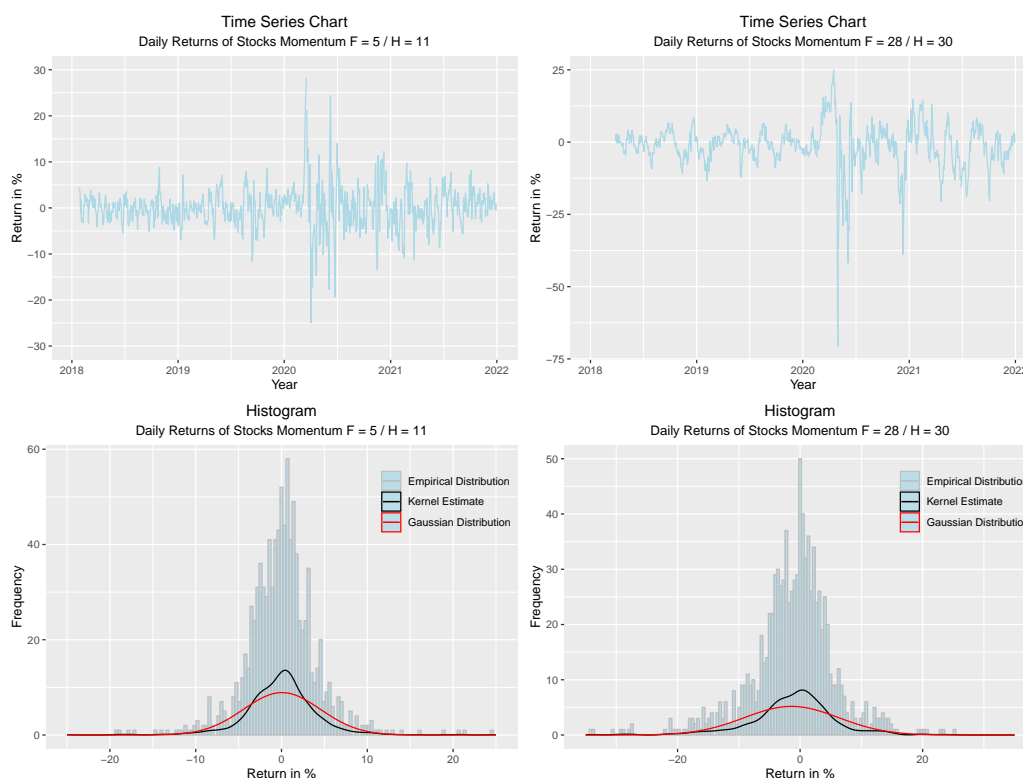 Time Series Chart
Daily Returns of Stocks Momentum F = 5 / H = 11
Return in %
30
20
10
0
−10
−20
−30
2018 2019 2020 2021 2022
Year
Time Series Chart
Daily Returns of Stocks Momentum F = 28 / H = 30
Return in %
25
0
−25
−50
−75
2018 2019 2020 2021 2022
Year
Histogram
Daily Returns of Stocks Momentum F = 5 / H = 11
Frequency
60
40
20
0
Empirical Distribution
Kernel Estimate
Gaussian Distribution
−20 −10 0 10 20
Return in %
Histogram
Daily Returns of Stocks Momentum F = 28 / H = 30
Frequency
50
40
30
20
10
0
Empirical Distribution
Kernel Estimate
Gaussian Distribution
−20 0 20
Return in %